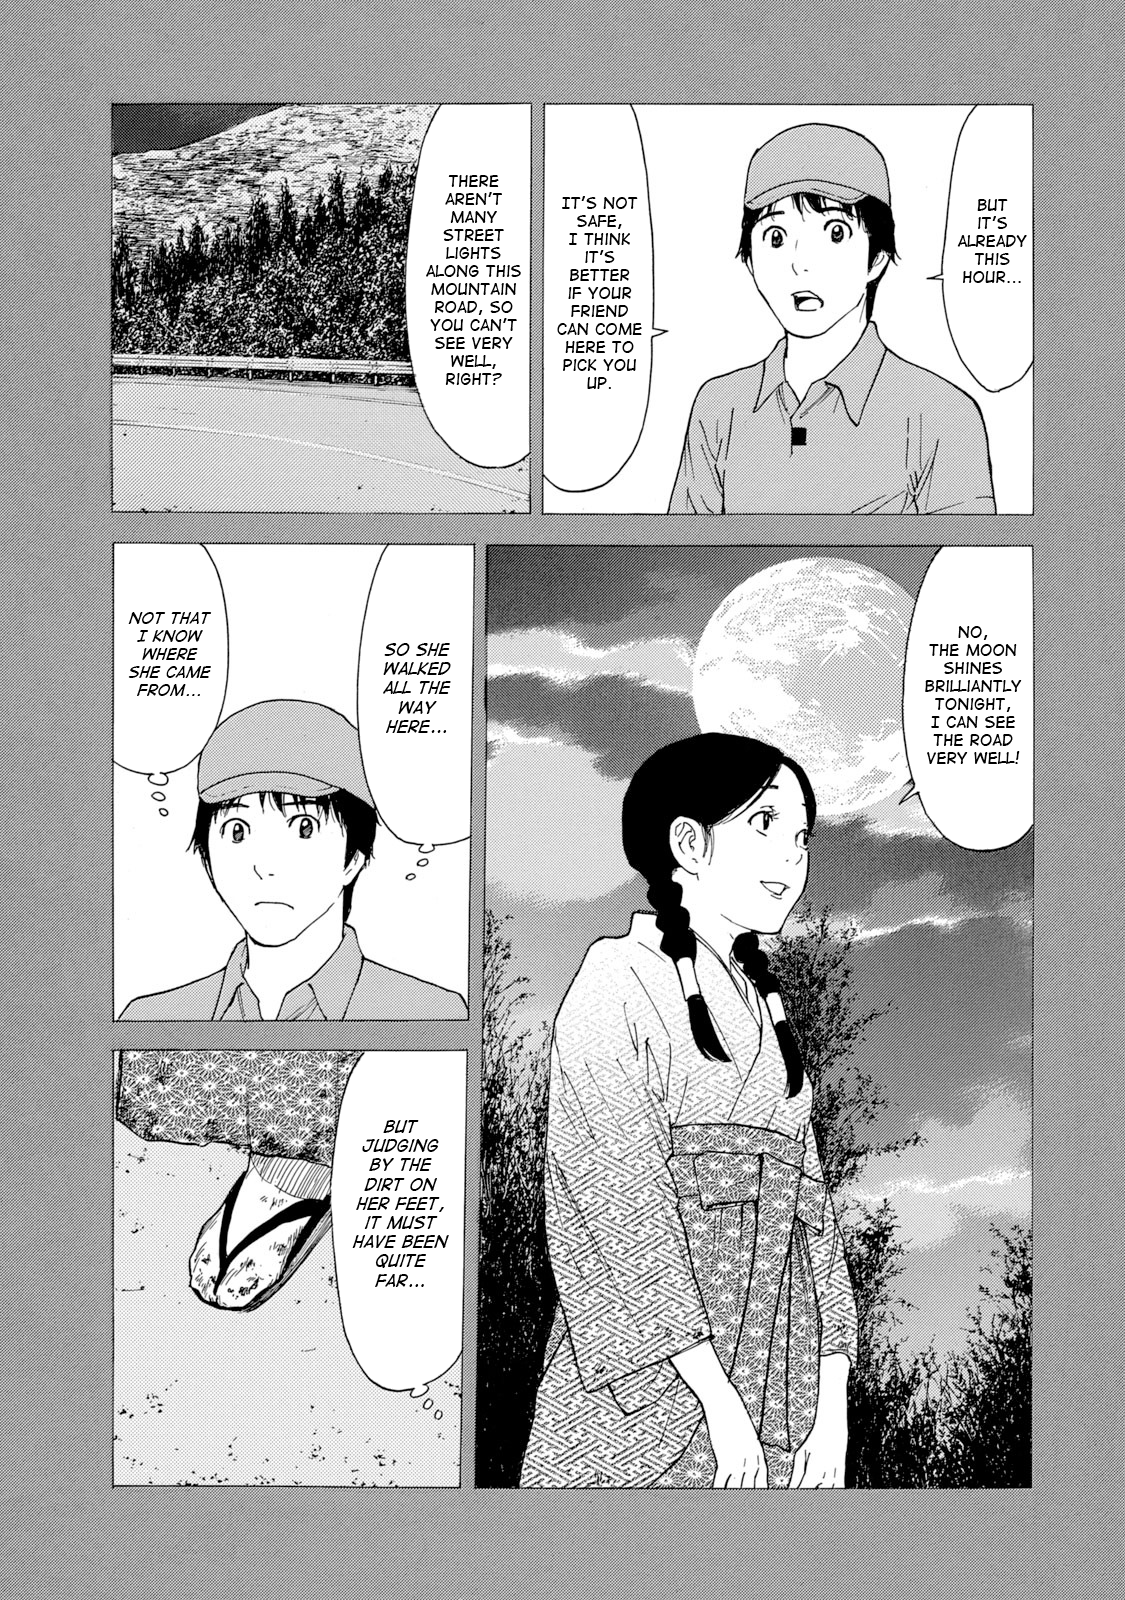 BUT
IT'S
ALREADY
THIS
HOUR...
IT'S NOT
SAFE,
I THINK
IT'S
BETTER
IF YOUR
FRIEND
CAN COME
HERE TO
PICK YOU
UP.
THERE
AREN'T
MANY
STREET
LIGHTS
ALONG THIS
MOUNTAIN
ROAD, SO
YOU CAN'T
SEE VERY
WELL,
RIGHT?
NO,
THE MOON
SHINES
BRILLIANTLY
TONIGHT,
I CAN SEE
THE ROAD
VERY WELL!
SO SHE
WALKED
ALL THE
WAY
HERE...
NOT THAT
I KNOW
WHERE
SHE CAME
FROM...
BUT
JUDGING
BY THE
DIRT ON
HER FEET,
IT MUST
HAVE BEEN
QUITE
FAR...